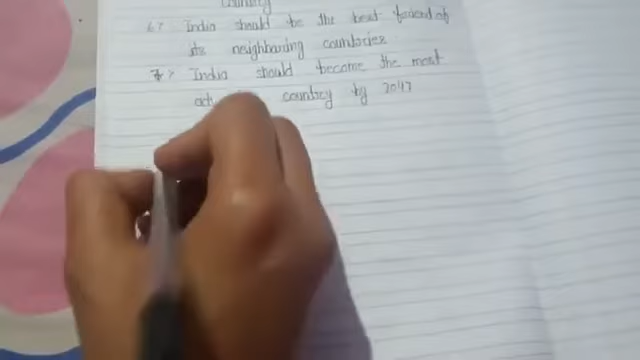 country
6> India should be the best friend of
its neighbouring countries
7> India should become the most
country by 2047